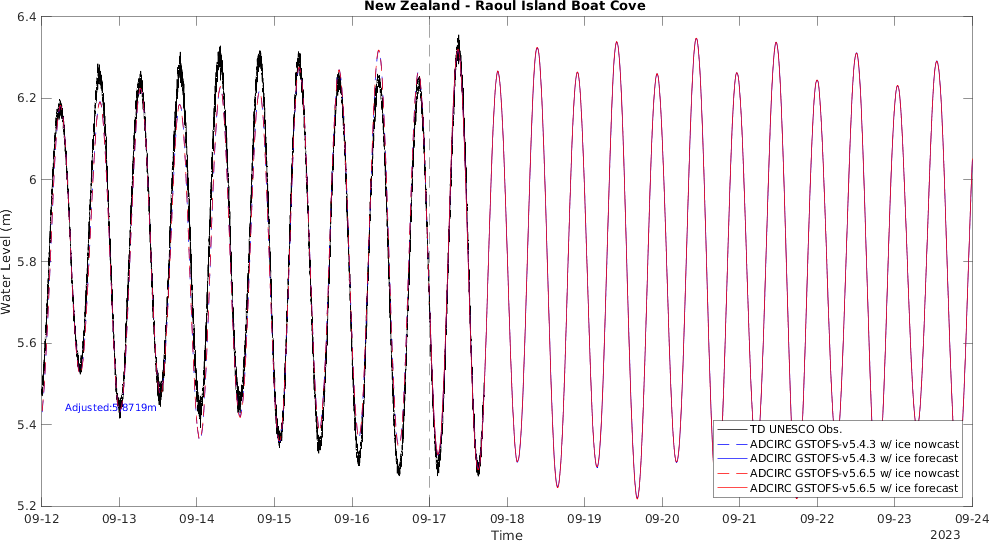 New Zealand - Raoul Island Boat Cove
6.4
6.2
6
5.8
5.6
5.4
5.2
Water Level (m)
Adjusted:5.8719m
TD UNESCO Obs.
ADCIRC GSTOFS-v5.4.3 w/ ice nowcast
ADCIRC GSTOFS-v5.4.3 w/ ice forecast
ADCIRC GSTOFS-v5.6.5 w/ ice nowcast
ADCIRC GSTOFS-v5.6.5 w/ ice forecast
09-12 09-13 09-14 09-15 09-16 09-17 09-18 09-19 09-20 09-21 09-22 09-23 09-24
Time
2023